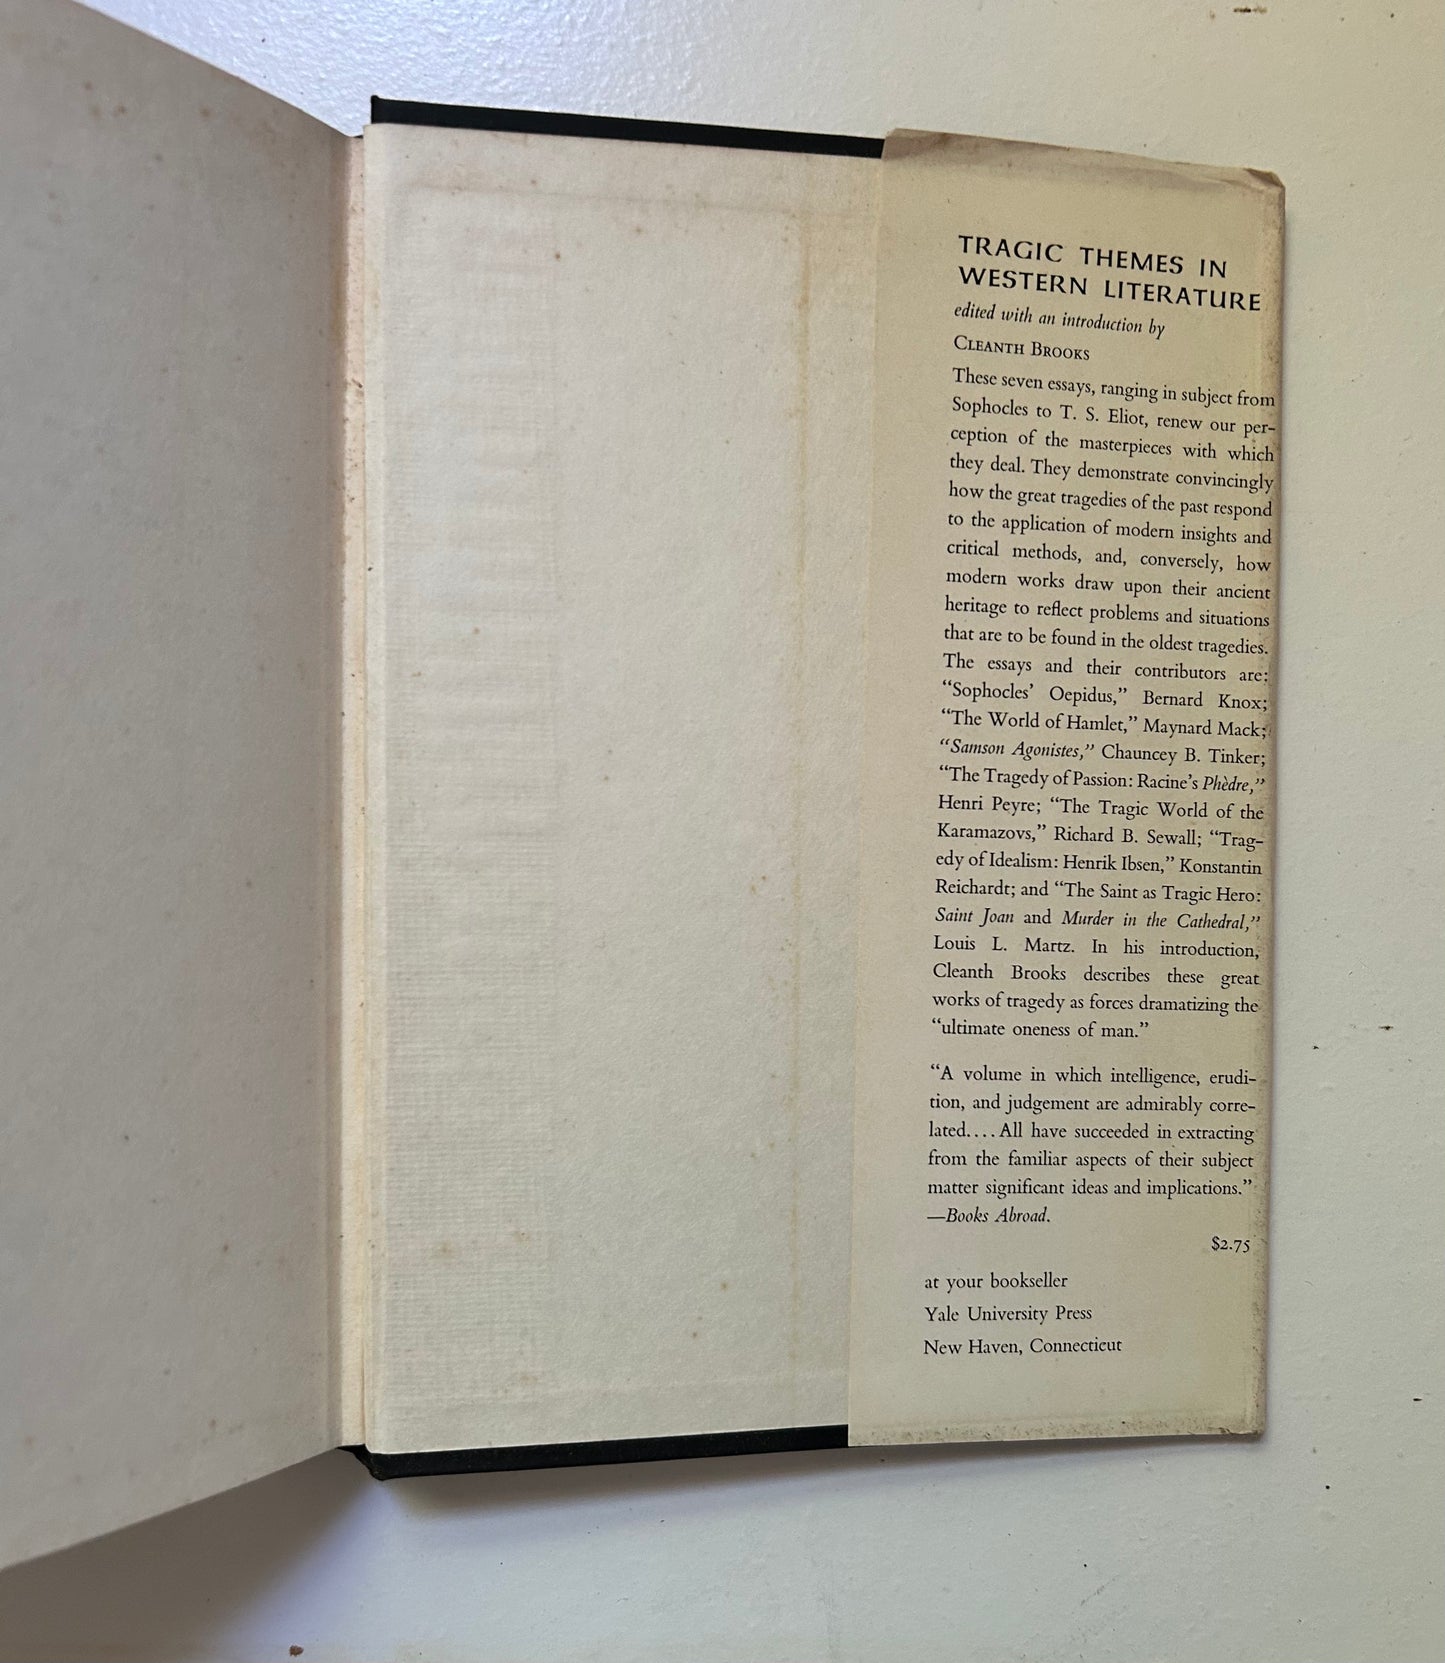 TRAGIC THEMES IN
WESTERN LITERATURE
edited with an introduction by
CLEANTH BROOKS
These seven essays, ranging in subject from
Sophocles to T. S. Eliot, renew our per-
ception of the masterpieces with which
they deal. They demonstrate convincingly
how the great tragedies of the past respond
to the application of modern insights and
critical methods, and, conversely, how
modern works draw upon their ancient
heritage to reflect problems and situations
that are to be found in the oldest tragedies.
The essays and their contributors are:
“Sophocles’ Oepidus,” Bernard Knox;
“The World of Hamlet,” Maynard Mack;
“Samson Agonistes,” Chauncey B. Tinker;
“The Tragedy of Passion: Racine’s Phèdre,”
Henri Peyre; “The Tragic World of the
Karamazovs,” Richard B. Sewall; “Trag-
edy of Idealism: Henrik Ibsen,” Konstantin
Reichardt; and “The Saint as Tragic Hero:
Saint Joan and Murder in the Cathedral,”
Louis L. Martz. In his introduction,
Cleanth Brooks describes these great
works of tragedy as forces dramatizing the
“ultimate oneness of man.”
“A volume in which intelligence, erudi-
tion, and judgement are admirably corre-
lated. . . . All have succeeded in extracting
from the familiar aspects of their subject
matter significant ideas and implications.”
—Books Abroad.
$2.75
at your bookseller
Yale University Press
New Haven, Connecticut